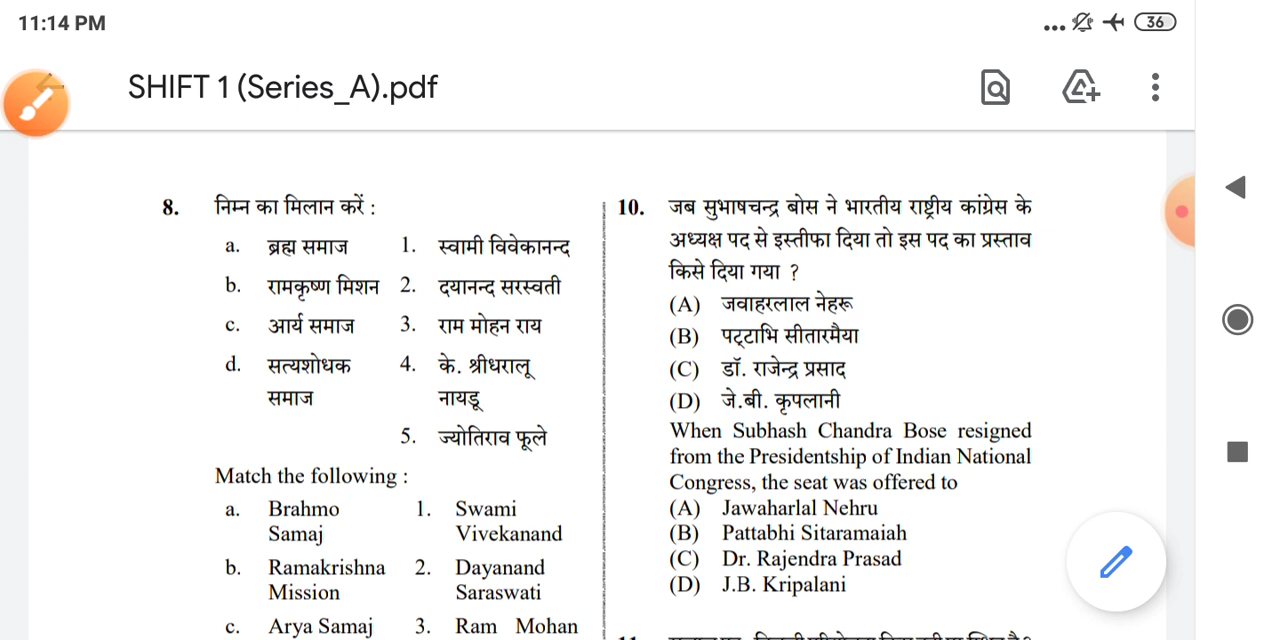 11:14 PM
36
SHIFT 1 (Series_A).pdf
8. निम्न का मिलान करें :
a. ब्रह्म समाज 1. स्वामी विवेकानन्द
b. रामकृष्ण मिशन 2. दयानन्द सरस्वती
c. आर्य समाज 3. राम मोहन राय
d. सत्यशोधक 4. के. श्रीधरालू
समाज नायडू
5. ज्योतिराव फूले
Match the following :
a. Brahmo 1. Swami
Samaj Vivekanand
b. Ramakrishna 2. Dayanand
Mission Saraswati
c. Arya Samaj 3. Ram Mohan
10. जब सुभाषचन्द्र बोस ने भारतीय राष्ट्रीय कांग्रेस के
अध्यक्ष पद से इस्तीफा दिया तो इस पद का प्रस्ताव
किसे दिया गया ?
(A) जवाहरलाल नेहरू
(B) पट्टाभि सीतारमैया
(C) डॉ. राजेन्द्र प्रसाद
(D) जे.बी. कृपलानी
When Subhash Chandra Bose resigned
from the Presidentship of Indian National
Congress, the seat was offered to
(A) Jawaharlal Nehru
(B) Pattabhi Sitaramaiah
(C) Dr. Rajendra Prasad
(D) J.B. Kripalani